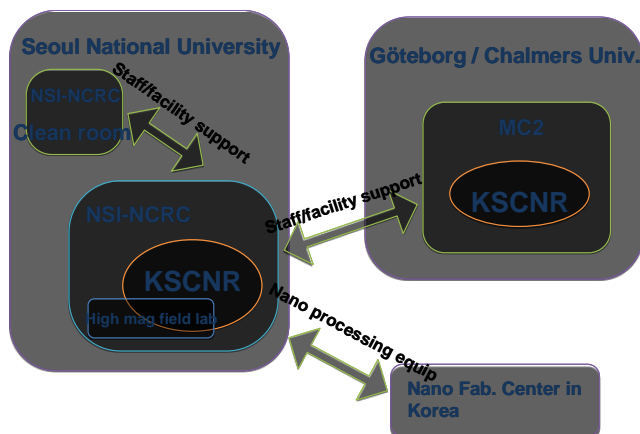 Seoul National University
NSI-NCRC
Clean room
Staff/facility support
NSI-NCRC
KSCNR
High mag field lab
Göteborg / Chalmers Univ.
MC2
KSCNR
Staff/facility support
Nano processing equip
Nano Fab. Center in
Korea